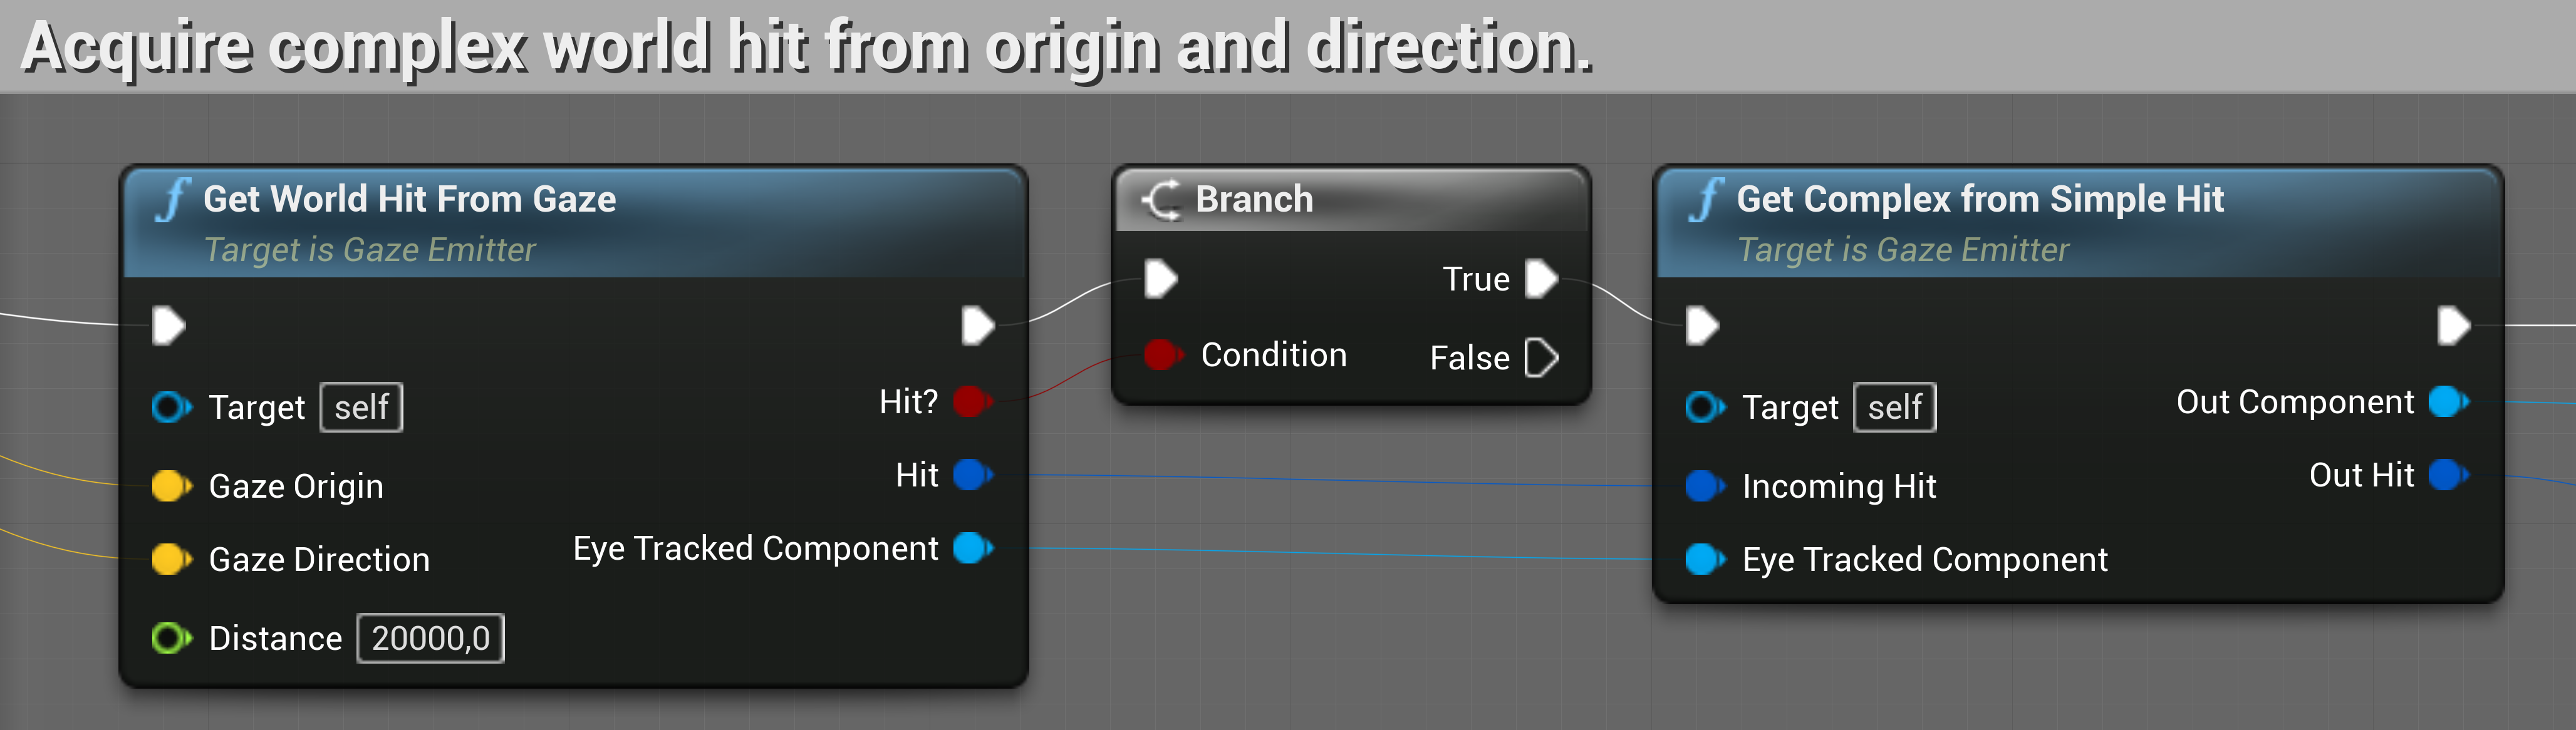 Acquire complex world hit from origin and direction.
Get World Hit From Gaze
Target is Gaze Emitter
Target self
Gaze Origin
Gaze Direction
Distance 20000,0
Hit?
Hit
Eye Tracked Component
Branch
Condition
True
False
Get Complex from Simple Hit
Target is Gaze Emitter
Target self
Incoming Hit
Eye Tracked Component
Out Component
Out Hit